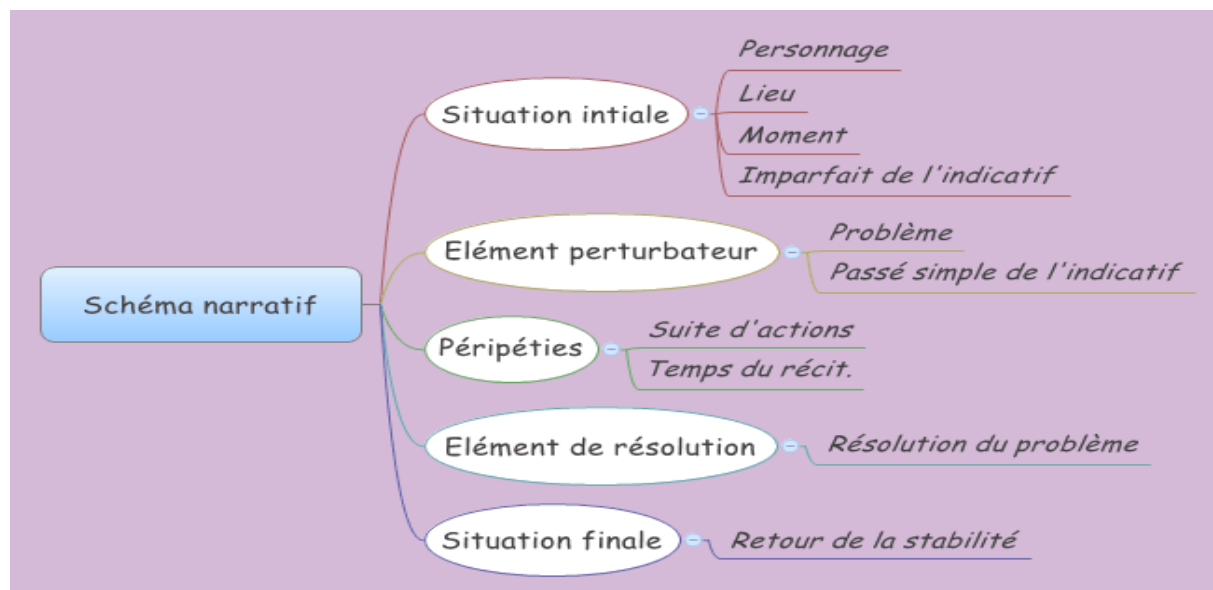 Schéma narratif
Situation intiale
Personnage
Lieu
Moment
Imparfait de l'indicatif
Elément perturbateur
Problème
Passé simple de l'indicatif
Péripéties
Suite d'actions
Temps du récit.
Elément de résolution
Résolution du problème
Situation finale
Retour de la stabilité